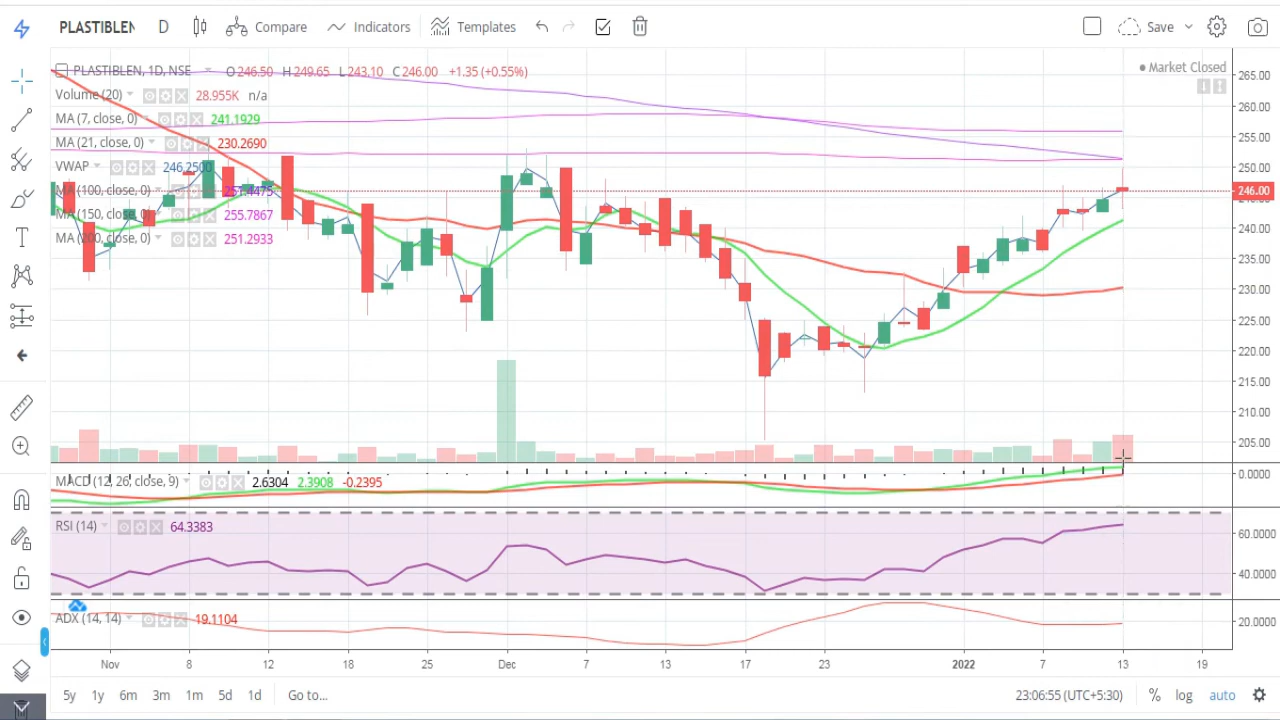 PLASTIBLEN D Compare Indicators Templates Save
PLASTIBLEN, 1D, NSE O246.50 H249.65 L243.10 C246.00 +1.35 (+0.55%)
Market Closed
Volume (20) 28.955K n/a
MA (7, close, 0) 241.1929
MA (21, close, 0) 230.2690
VWAP 246.2500
MA (100, close, 0) 251.4475
MA (150, close, 0) 255.7867
MA (200, close, 0) 251.2933
265.00
260.00
255.00
250.00
246.00
240.00
235.00
230.00
225.00
220.00
215.00
210.00
205.00
MACD (12, 26, close, 9) 2.6304 2.3908 -0.2395
0.0000
RSI (14) 64.3383
60.0000
40.0000
ADX (14, 14) 19.1104
20.0000
Nov 8 12 18 25 Dec 7 13 17 23 2022 7 13 19
5y 1y 6m 3m 1m 5d 1d Go to... 23:06:55 (UTC+5:30) % log auto